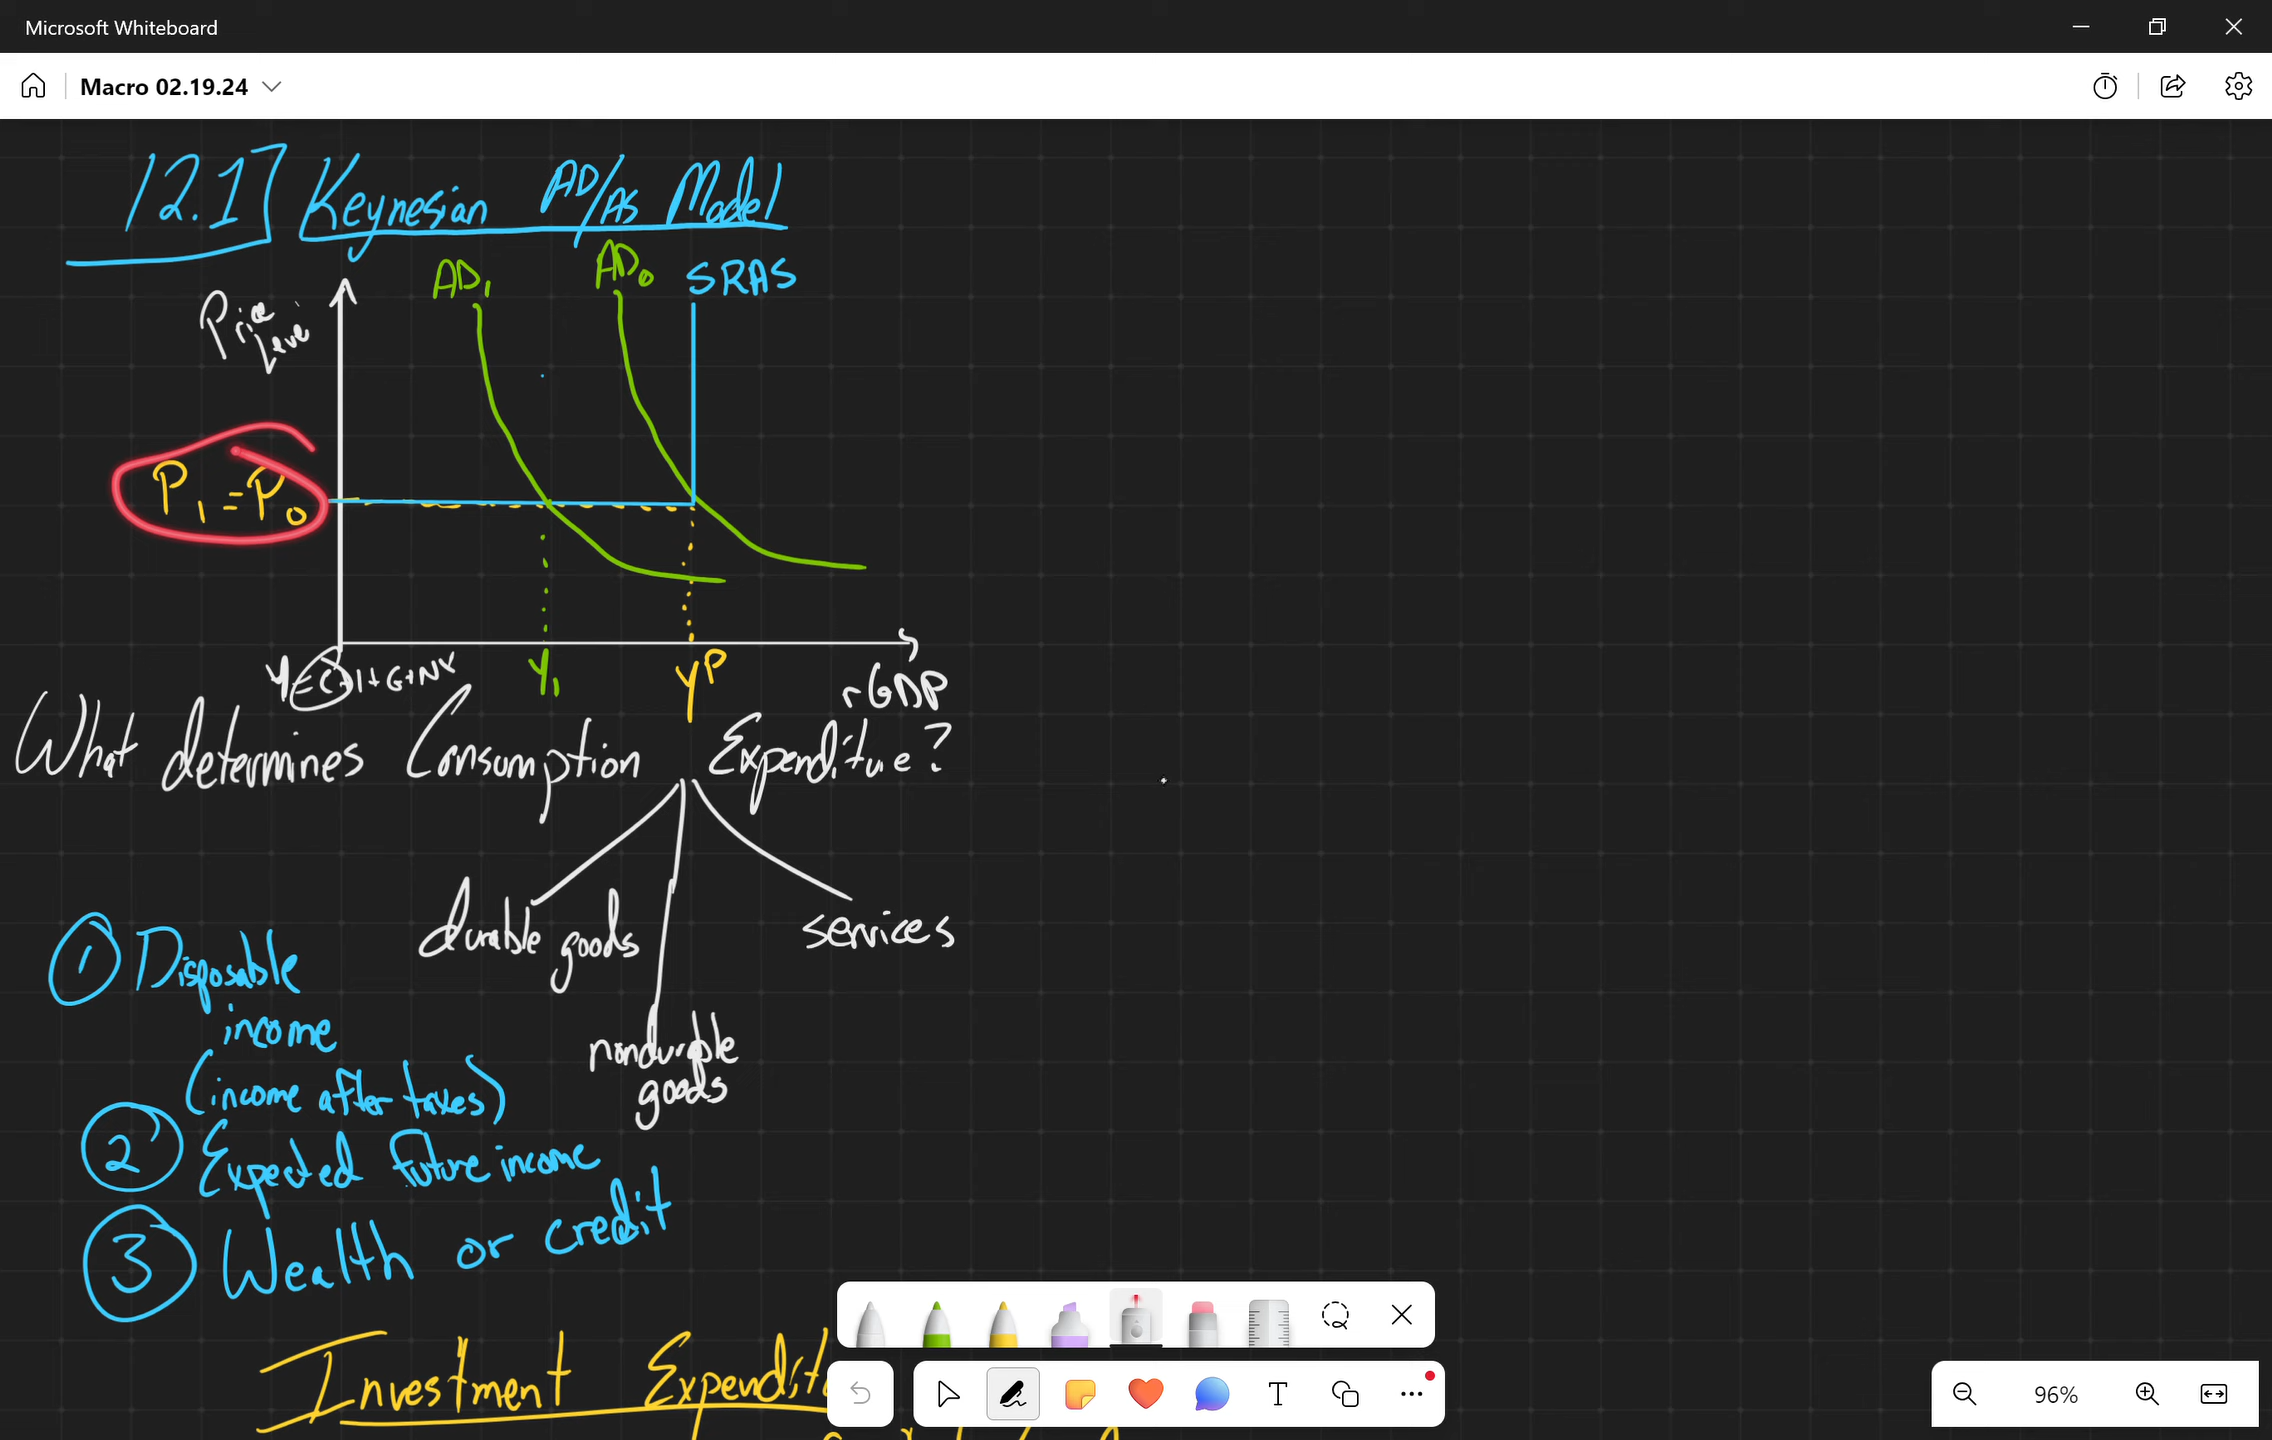 Microsoft Whiteboard
Macro 02.19.24
12.1] Keynesian AD/AS Model
AD1 AD0 SRAS
Price
Level
P1 = P0
Y=C+I+G+NX Y1 YP rGDP
What determines Consumption Expenditure?
durable goods services
nondurable
goods
1 Disposable
income
(income after taxes)
2 Expected future income
3 Wealth or credit
Investment Expendit
96%